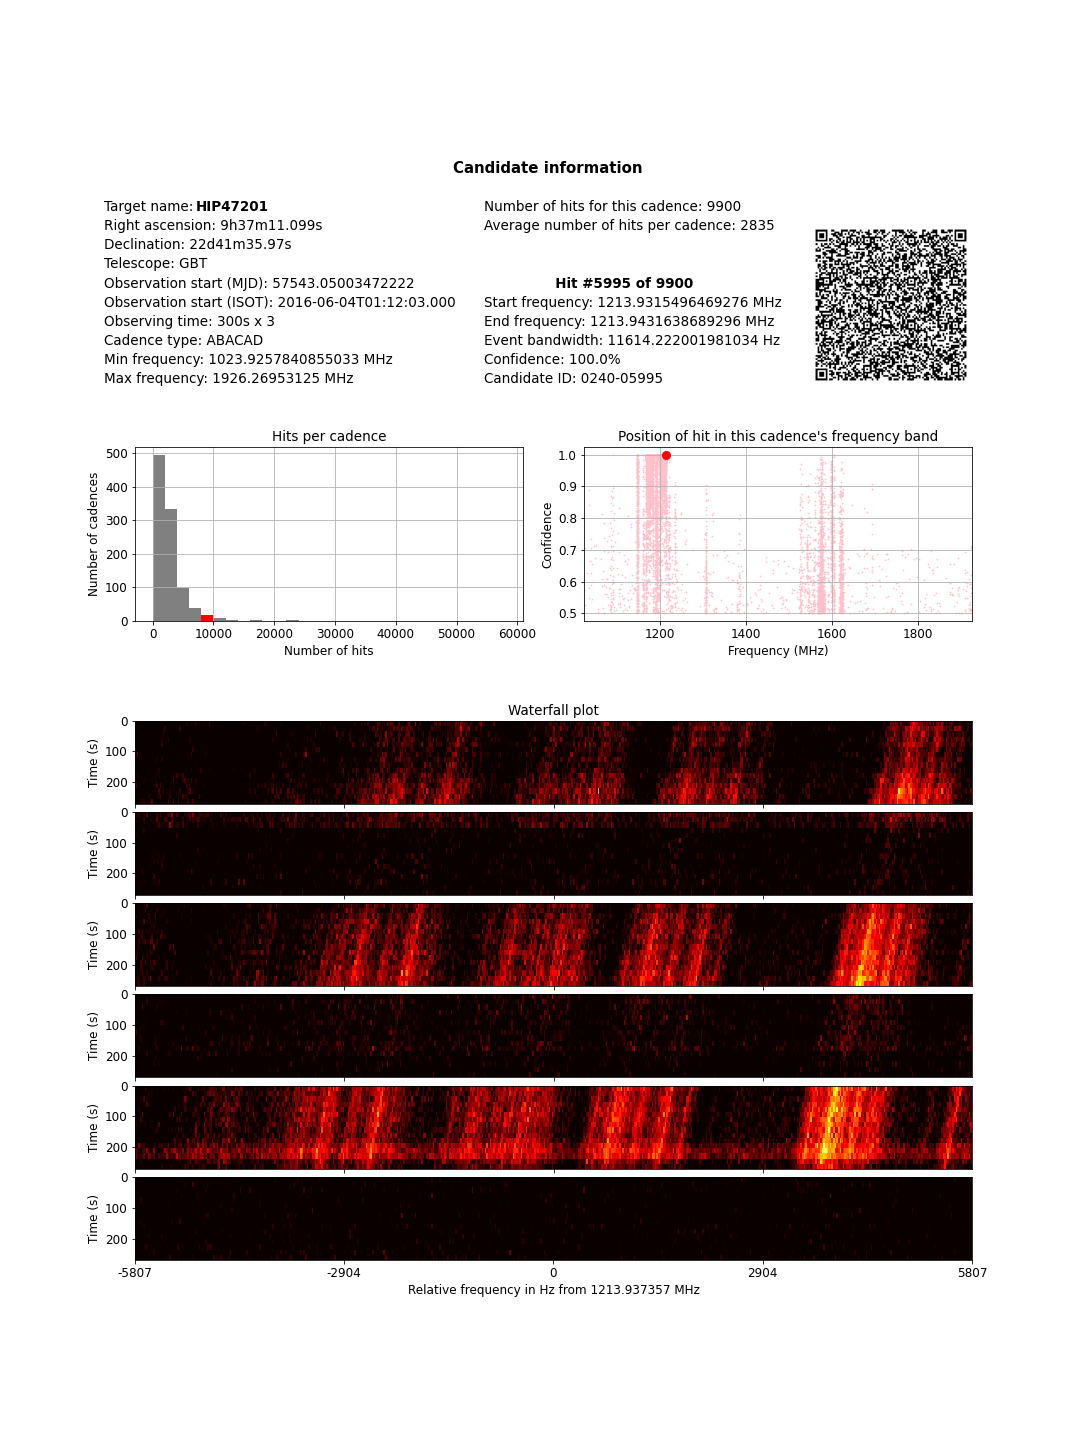 Candidate information
Target name: HIP47201
Right ascension: 9h37m11.099s
Declination: 22d41m35.97s
Telescope: GBT
Observation start (MJD): 57543.05003472222
Observation start (ISOT): 2016-06-04T01:12:03.000
Observing time: 300s x 3
Cadence type: ABACAD
Min frequency: 1023.9257840855033 MHz
Max frequency: 1926.26953125 MHz
Number of hits for this cadence: 9900
Average number of hits per cadence: 2835
Hit #5995 of 9900
Start frequency: 1213.9315496469276 MHz
End frequency: 1213.9431638689296 MHz
Event bandwidth: 11614.222001981034 Hz
Confidence: 100.0%
Candidate ID: 0240-05995
Hits per cadence
Number of cadences
500
400
300
200
100
0
0 10000 20000 30000 40000 50000 60000
Number of hits
Position of hit in this cadence's frequency band
Confidence
1.0
0.9
0.8
0.7
0.6
0.5
1200 1400 1600 1800
Frequency (MHz)
Waterfall plot
Time (s)
0
100
200
Time (s)
0
100
200
Time (s)
0
100
200
Time (s)
0
100
200
Time (s)
0
100
200
Time (s)
0
100
200
-5807 -2904 0 2904 5807
Relative frequency in Hz from 1213.937357 MHz